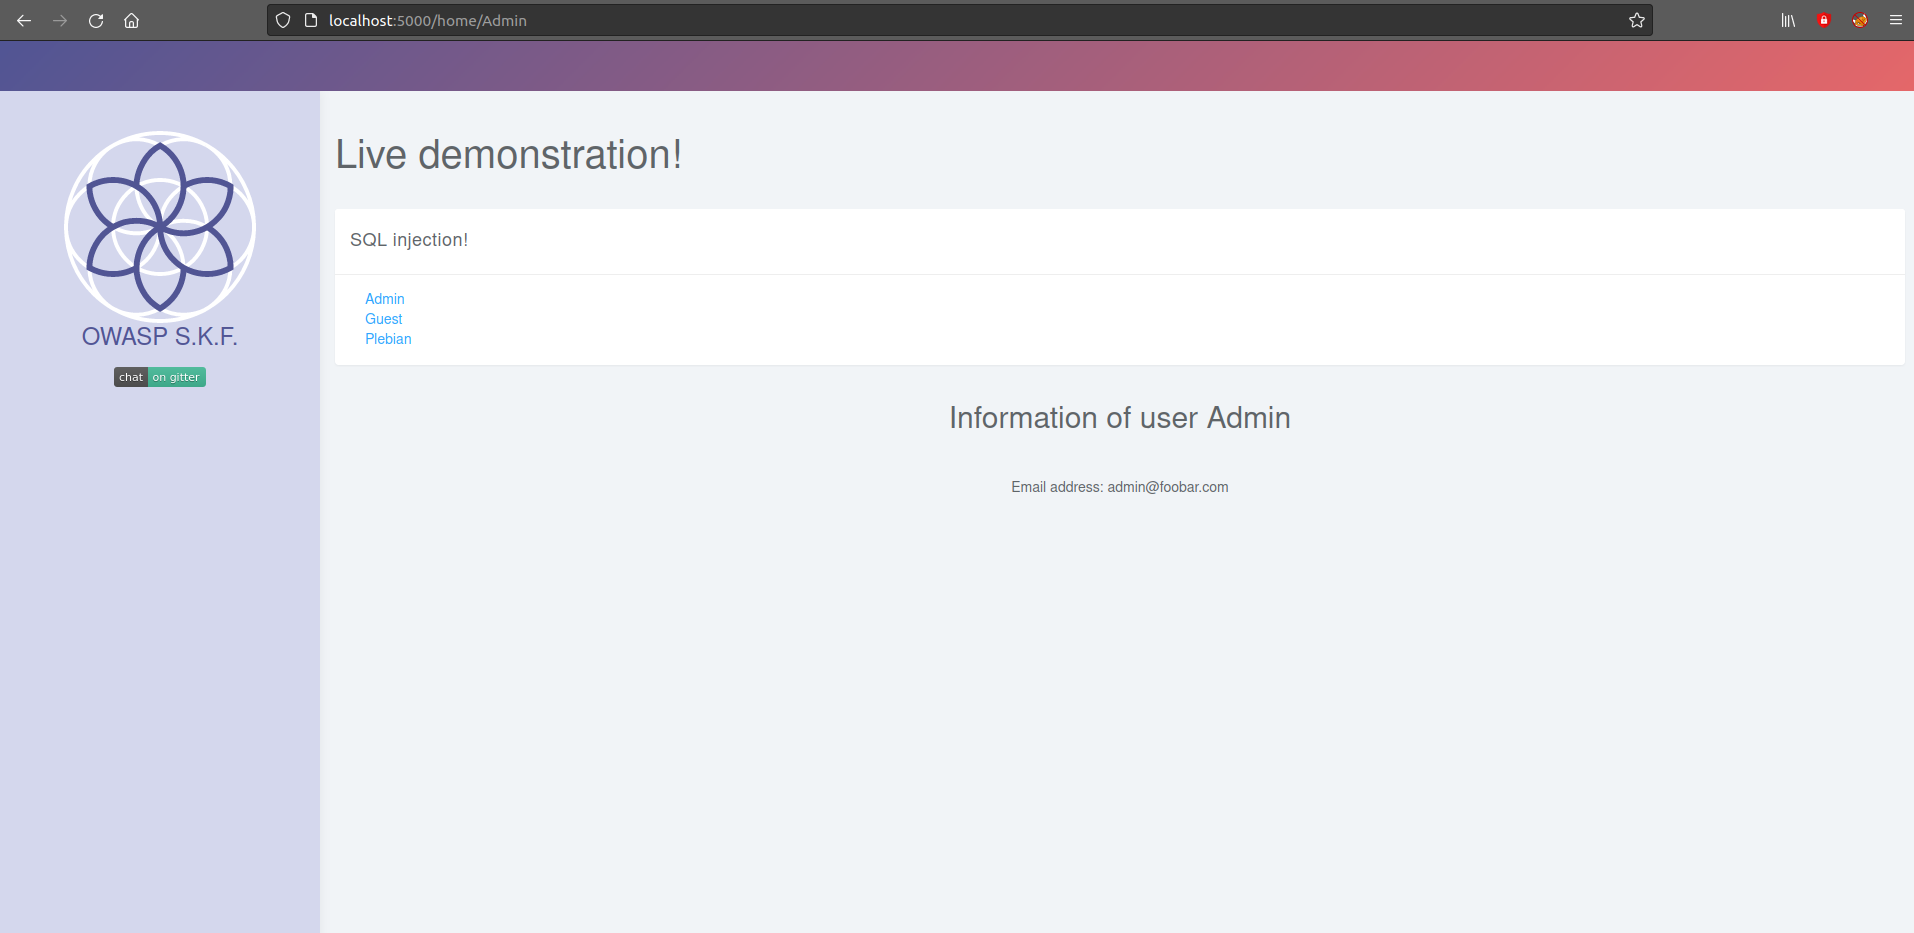 localhost:5000/home/Admin
OWASP S.K.F.
chat on gitter
Live demonstration!
SQL injection!
Admin
Guest
Plebian
Information of user Admin
Email address: admin@foobar.com